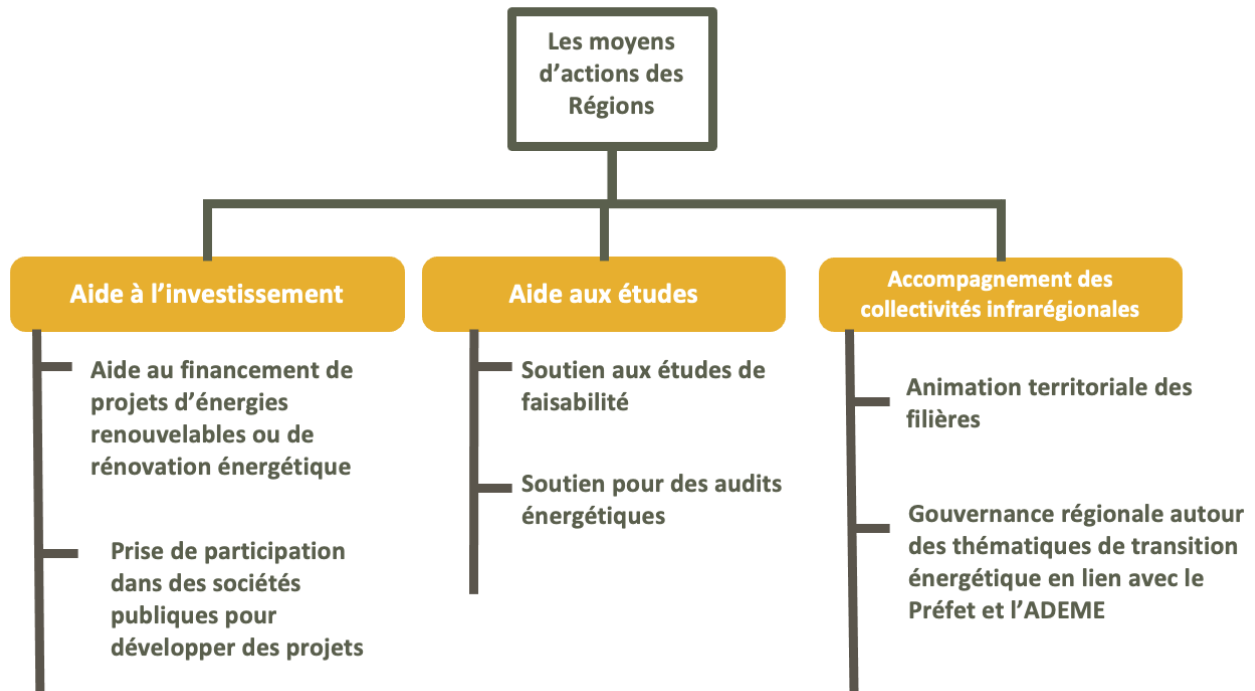 Les moyens
d’actions des
Régions
Aide à l’investissement
Aide au financement de
projets d’énergies
renouvelables ou de
rénovation énergétique
Prise de participation
dans des sociétés
publiques pour
développer des projets
Aide aux études
Soutien aux études de
faisabilité
Soutien pour des audits
énergétiques
Accompagnement des
collectivités infrarégionales
Animation territoriale des
filières
Gouvernance régionale autour
des thématiques de transition
énergétique en lien avec le
Préfet et l’ADEME